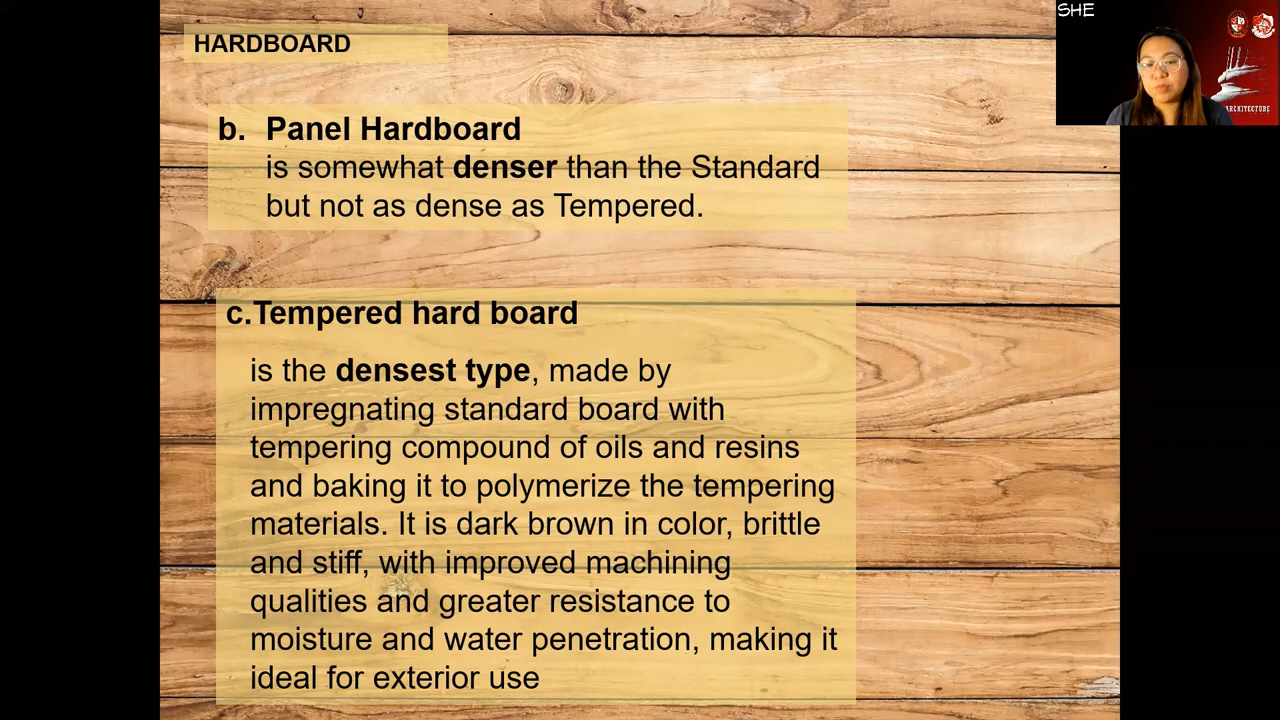 SHE
HARDBOARD
ARCHITECTURE
b. Panel Hardboard
is somewhat denser than the Standard
but not as dense as Tempered.
c.Tempered hard board
is the densest type, made by
impregnating standard board with
tempering compound of oils and resins
and baking it to polymerize the tempering
materials. It is dark brown in color, brittle
and stiff, with improved machining
qualities and greater resistance to
moisture and water penetration, making it
ideal for exterior use